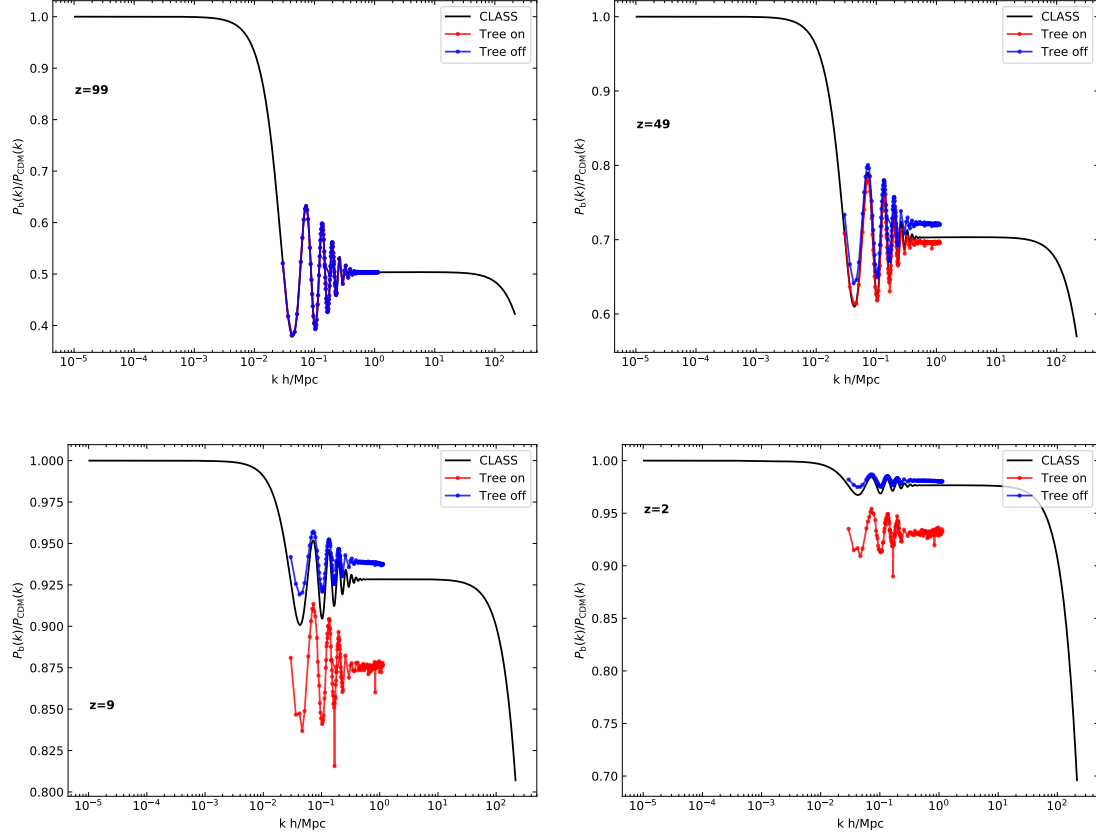 1.0
0.9
0.8
0.7
0.6
0.5
0.4
P_b(k)/P_CDM(k)
z=99
CLASS
Tree on
Tree off
10^−5 10^−4 10^−3 10^−2 10^−1 10^0 10^1 10^2
k h/Mpc
1.0
0.9
0.8
0.7
0.6
P_b(k)/P_CDM(k)
z=49
CLASS
Tree on
Tree off
10^−5 10^−4 10^−3 10^−2 10^−1 10^0 10^1 10^2
k h/Mpc
1.000
0.975
0.950
0.925
0.900
0.875
0.850
0.825
0.800
P_b(k)/P_CDM(k)
z=9
CLASS
Tree on
Tree off
10^−5 10^−4 10^−3 10^−2 10^−1 10^0 10^1 10^2
k h/Mpc
1.00
0.95
0.90
0.85
0.80
0.75
0.70
P_b(k)/P_CDM(k)
z=2
CLASS
Tree on
Tree off
10^−5 10^−4 10^−3 10^−2 10^−1 10^0 10^1 10^2
k h/Mpc